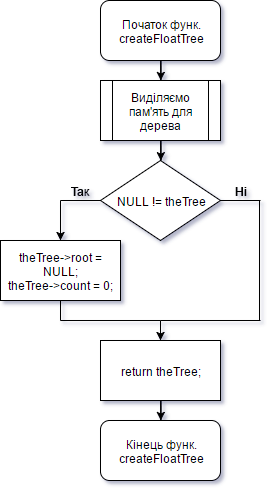 Початок функ.
createFloatTree
Виділяємо
пам'ять для
дерева
NULL != theTree
Так
Ні
theTree->root =
NULL;
theTree->count = 0;
return theTree;
Кінець функ.
createFloatTree